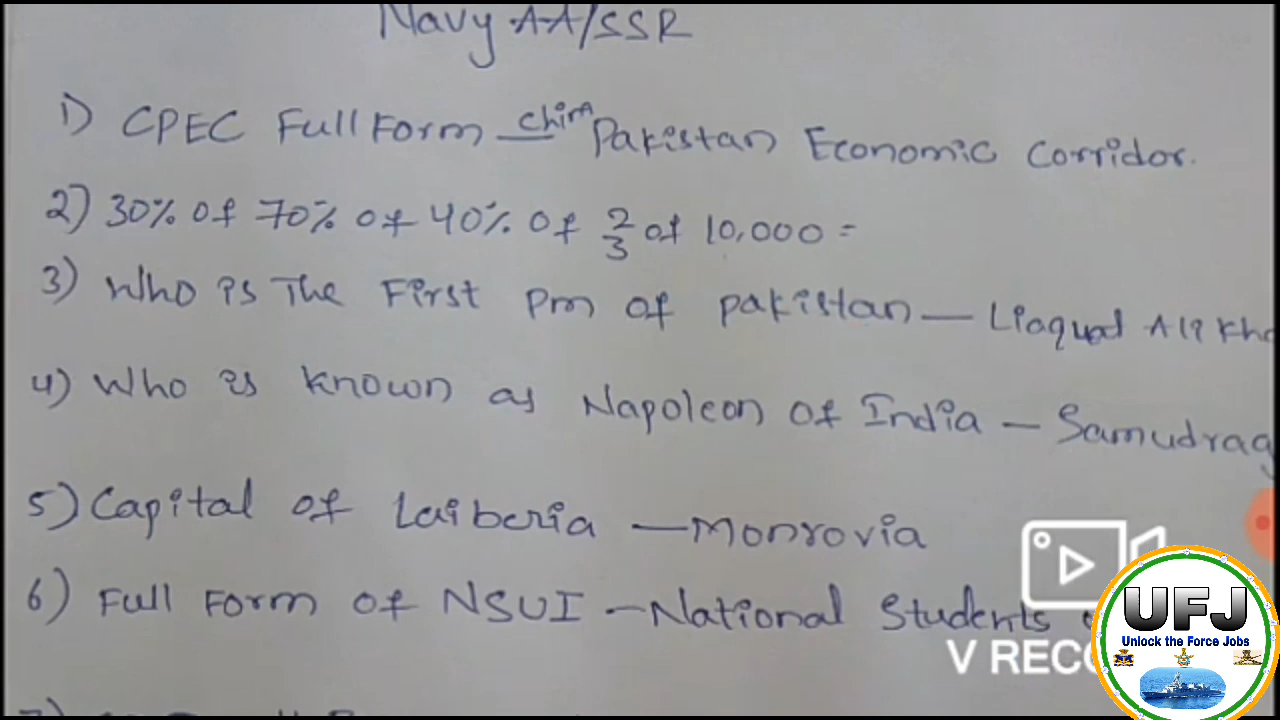 Navy AA/SSR
1) CPEC Full Form — China Pakistan Economic Corridor.
2) 30% of 70% of 40% of 2/3 of 10,000 =
3) Who is The First Pm of Pakistan — Liaquad Ali Kha
4) Who is known as Napoleon of India — Samudrag
5) Capital of Laiberia — Monrovia
6) Full Form of NSUI — National Students
V RECO
UFJ
Unlock the Force Jobs